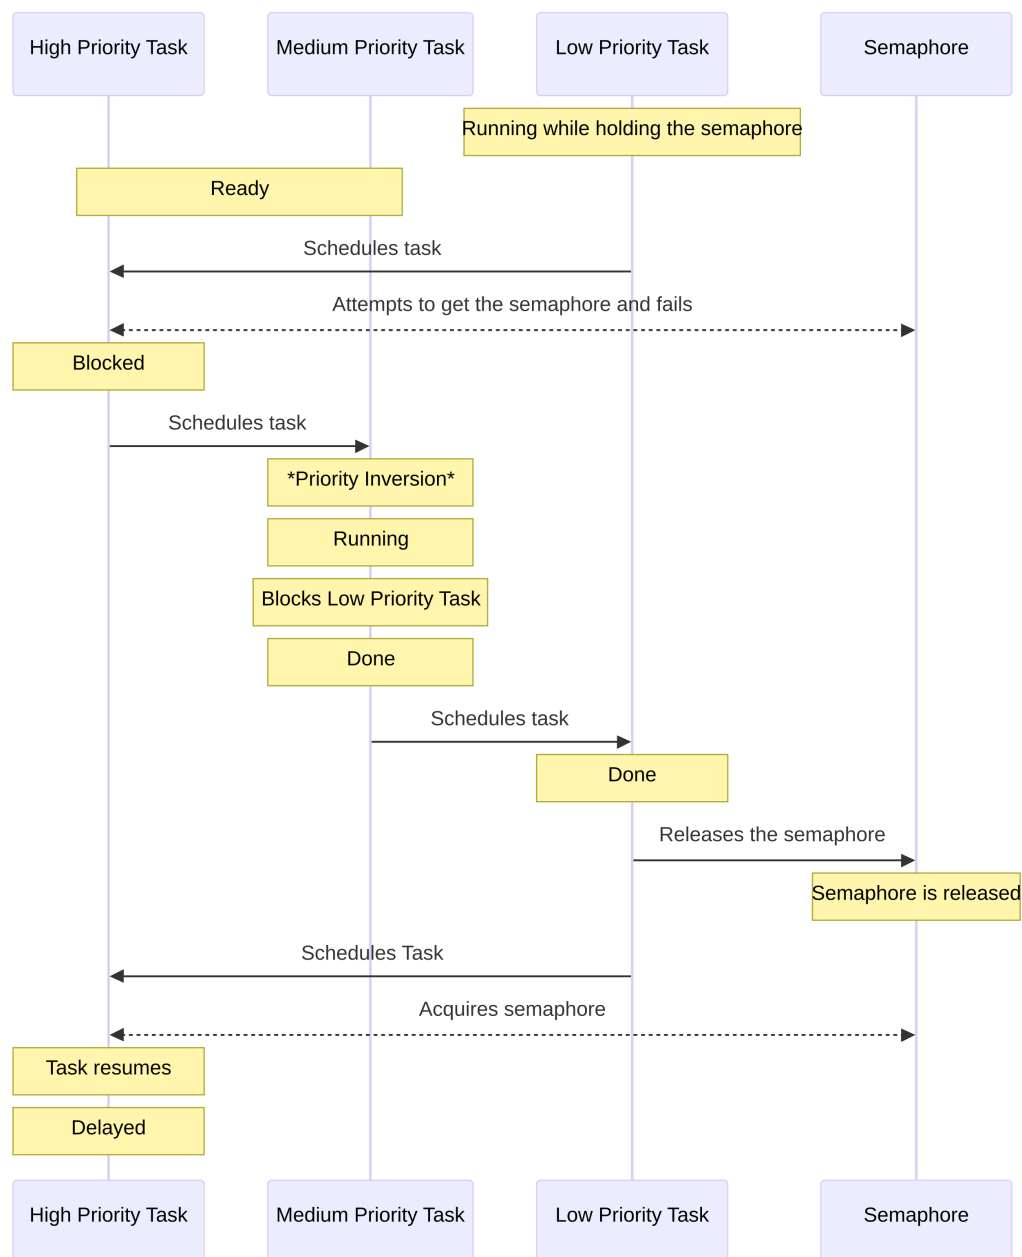 High Priority Task
Medium Priority Task
Low Priority Task
Semaphore
Running while holding the semaphore
Ready
Schedules task
Attempts to get the semaphore and fails
Blocked
Schedules task
*Priority Inversion*
Running
Blocks Low Priority Task
Done
Schedules task
Done
Releases the semaphore
Semaphore is released
Schedules Task
Acquires semaphore
Task resumes
Delayed
High Priority Task
Medium Priority Task
Low Priority Task
Semaphore